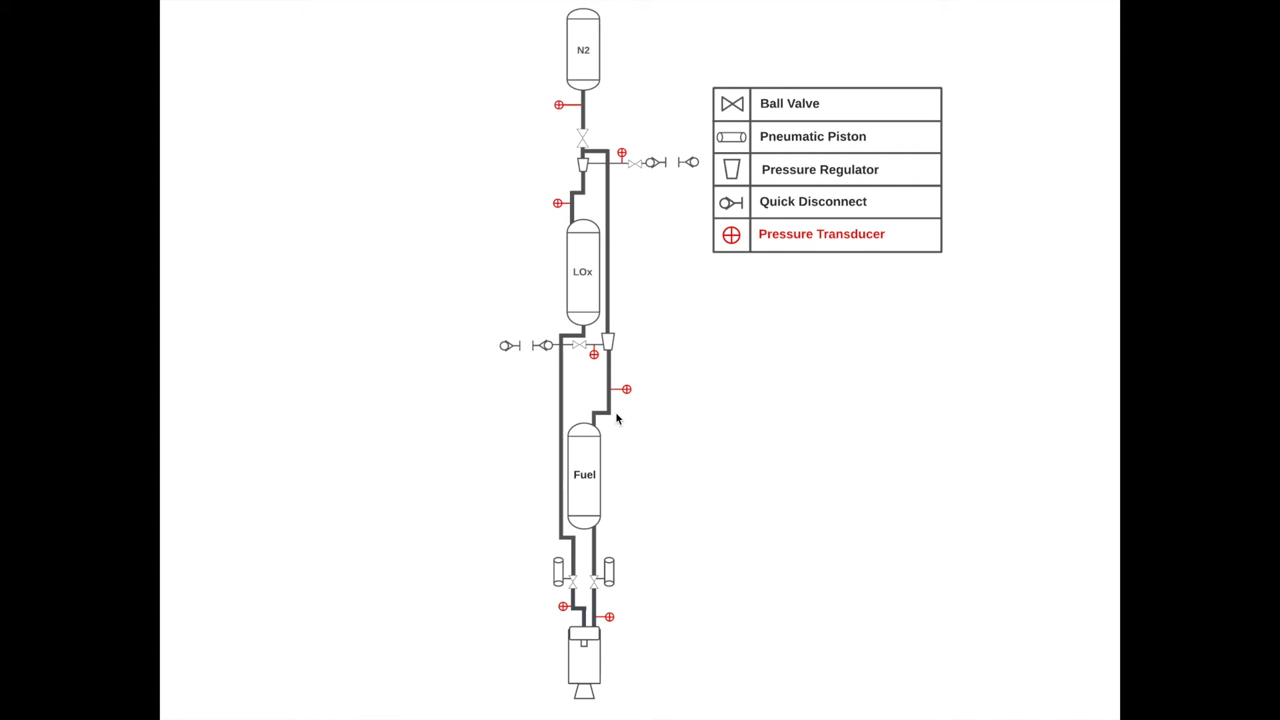 N2
Ball Valve
Pneumatic Piston
Pressure Regulator
Quick Disconnect
Pressure Transducer
LOx
Fuel